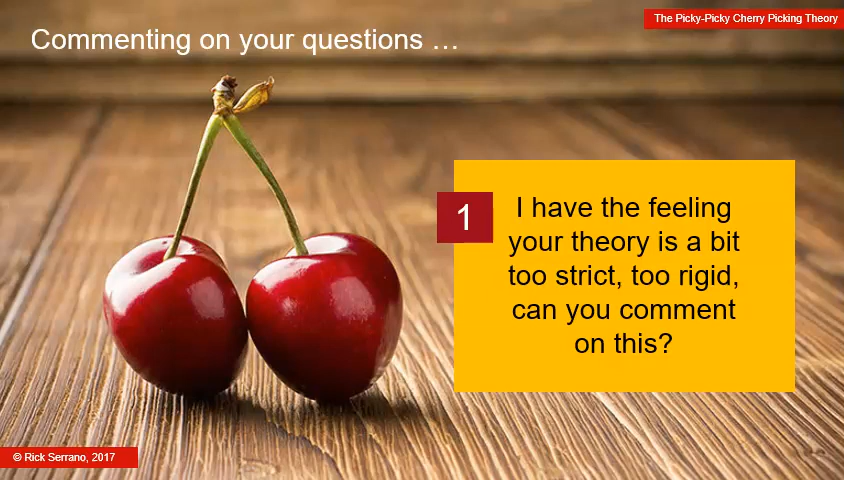 The Picky-Picky Cherry Picking Theory
Commenting on your questions …
1
I have the feeling
your theory is a bit
too strict, too rigid,
can you comment
on this?
© Rick Serrano, 2017